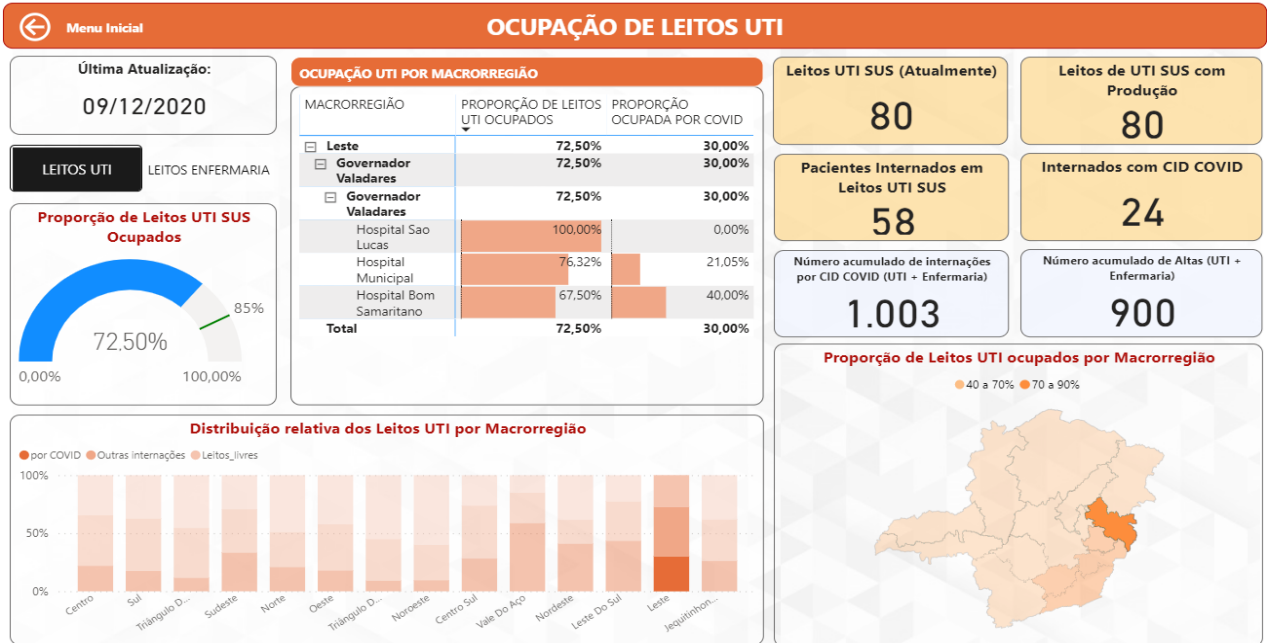 Menu Inicial
OCUPAÇÃO DE LEITOS UTI
Última Atualização:
09/12/2020
LEITOS UTI
LEITOS ENFERMARIA
Proporção de Leitos UTI SUS
Ocupados
85%
72,50%
0,00%
100,00%
OCUPAÇÃO UTI POR MACRORREGIÃO
MACRORREGIÃO
PROPORÇÃO DE LEITOS
UTI OCUPADOS
PROPORÇÃO
OCUPADA POR COVID
Leste 72,50% 30,00%
Governador
Valadares 72,50% 30,00%
Governador
Valadares 72,50% 30,00%
Hospital Sao
Lucas 100,00% 0,00%
Hospital
Municipal 76,32% 21,05%
Hospital Bom
Samaritano 67,50% 40,00%
Total 72,50% 30,00%
Leitos UTI SUS (Atualmente)
80
Leitos de UTI SUS com
Produção
80
Pacientes Internados em
Leitos UTI SUS
58
Internados com CID COVID
24
Número acumulado de internações
por CID COVID (UTI + Enfermaria)
1.003
Número acumulado de Altas (UTI +
Enfermaria)
900
Distribuição relativa dos Leitos UTI por Macrorregião
por COVID Outras internações Leitos_livres
100%
50%
0%
Centro
Sul
Triângulo D...
Sudeste
Norte
Oeste
Triângulo D...
Noroeste
Centro Sul
Vale Do Aço
Nordeste
Leste Do Sul
Leste
Jequitinhon...
Proporção de Leitos UTI ocupados por Macrorregião
40 a 70% 70 a 90%